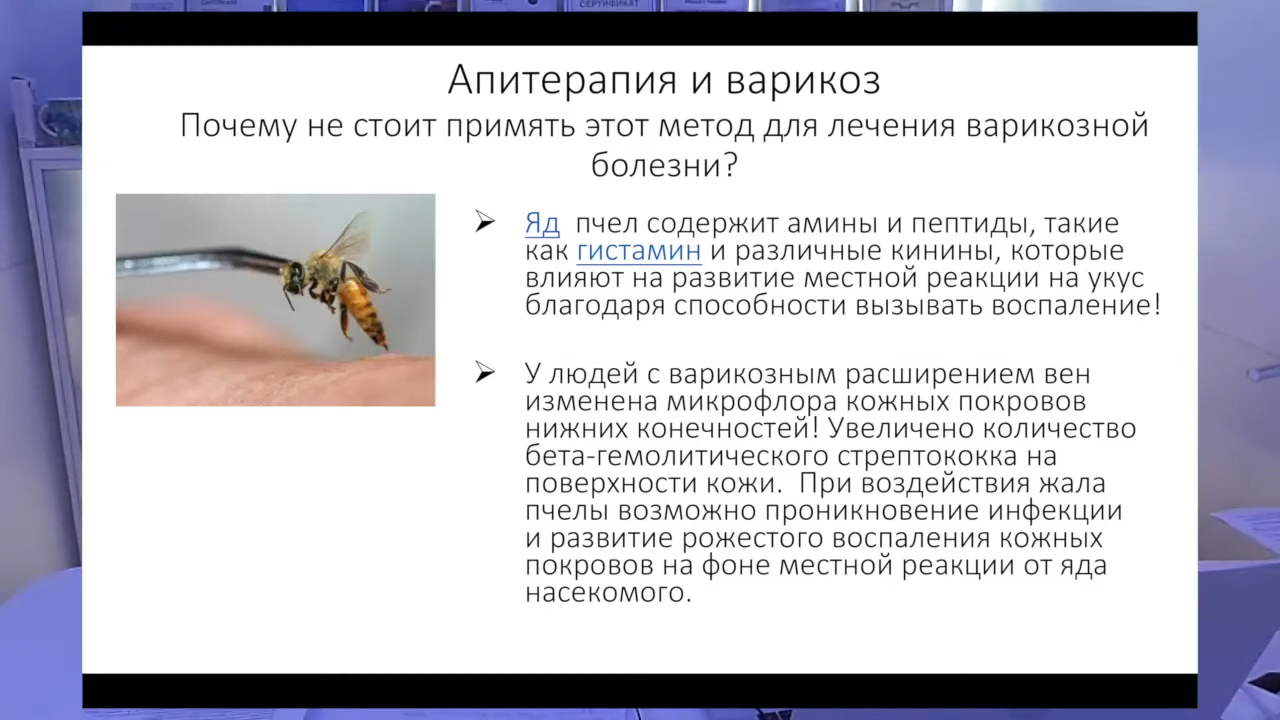 СЕРТИФИКАТ
Апитерапия и варикоз
Почему не стоит примять этот метод для лечения варикозной
болезни?
Яд пчел содержит амины и пептиды, такие
как гистамин и различные кинины, которые
влияют на развитие местной реакции на укус
благодаря способности вызывать воспаление!
У людей с варикозным расширением вен
изменена микрофлора кожных покровов
нижних конечностей! Увеличено количество
бета-гемолитического стрептококка на
поверхности кожи. При воздействия жала
пчелы возможно проникновение инфекции
и развитие рожестого воспаления кожных
покровов на фоне местной реакции от яда
насекомого.